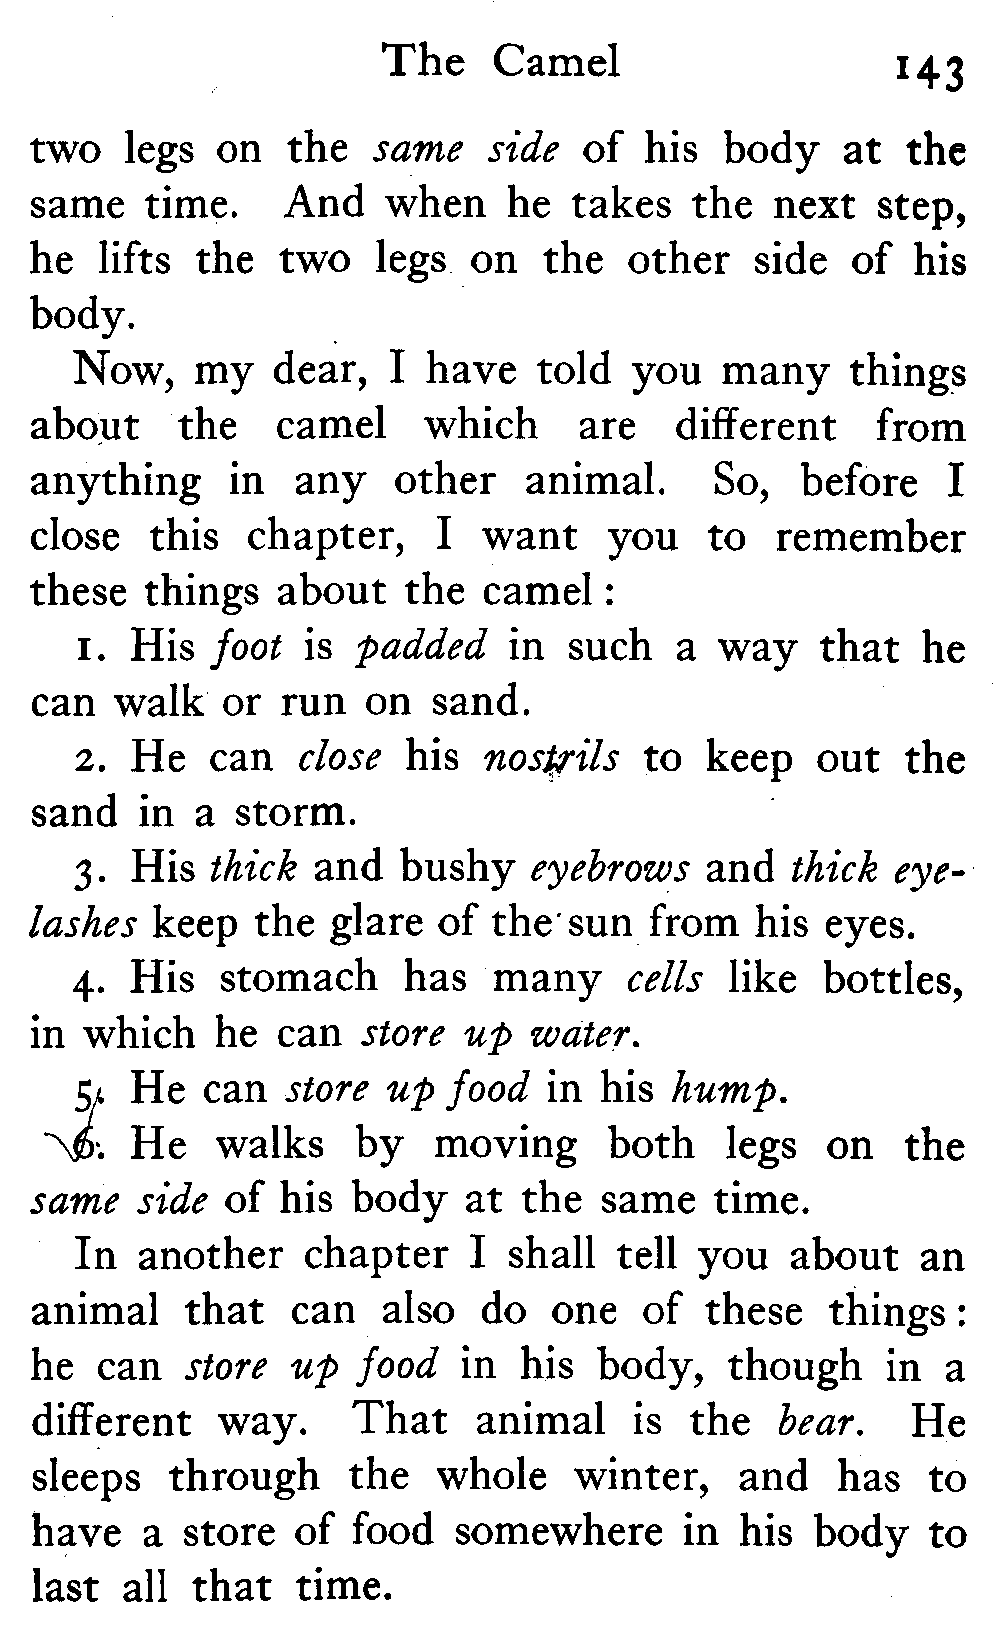 The Camel 143
two legs on the same side of his body at the
same time. And when he takes the next step,
he lifts the two legs on the other side of his
body.
Now, my dear, I have told you many things
about the camel which are different from
anything in any other animal. So, before I
close this chapter, I want you to remember
these things about the camel :
1. His foot is padded in such a way that he
can walk or run on sand.
2. He can close his nostrils to keep out the
sand in a storm.
3. His thick and bushy eyebrows and thick eye-
lashes keep the glare of the sun from his eyes.
4. His stomach has many cells like bottles,
in which he can store up water.
5. He can store up food in his hump.
6. He walks by moving both legs on the
same side of his body at the same time.
In another chapter I shall tell you about an
animal that can also do one of these things :
he can store up food in his body, though in a
different way. That animal is the bear. He
sleeps through the whole winter, and has to
have a store of food somewhere in his body to
last all that time.